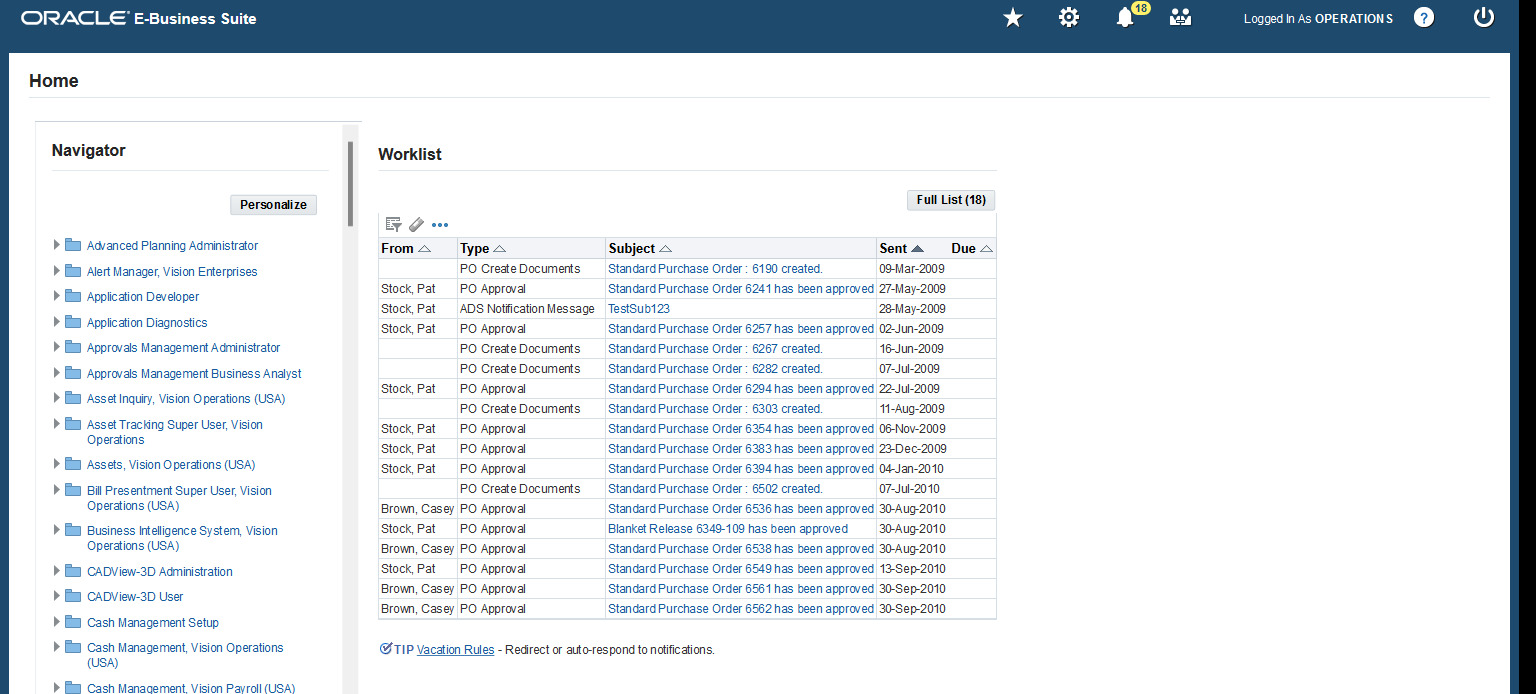 ORACLE E-Business Suite
18
Logged In As OPERATIONS
?
Home
Navigator
Personalize
Advanced Planning Administrator
Alert Manager, Vision Enterprises
Application Developer
Application Diagnostics
Approvals Management Administrator
Approvals Management Business Analyst
Asset Inquiry, Vision Operations (USA)
Asset Tracking Super User, Vision
Operations
Assets, Vision Operations (USA)
Bill Presentment Super User, Vision
Operations (USA)
Business Intelligence System, Vision
Operations (USA)
CADView-3D Administration
CADView-3D User
Cash Management Setup
Cash Management, Vision Operations
(USA)
Cash Management, Vision Payroll (USA)
Worklist
Full List (18)
From Type Subject Sent Due
PO Create Documents Standard Purchase Order : 6190 created. 09-Mar-2009
Stock, Pat PO Approval Standard Purchase Order 6241 has been approved 27-May-2009
Stock, Pat ADS Notification Message TestSub123 28-May-2009
Stock, Pat PO Approval Standard Purchase Order 6257 has been approved 02-Jun-2009
PO Create Documents Standard Purchase Order : 6267 created. 16-Jun-2009
PO Create Documents Standard Purchase Order : 6282 created. 07-Jul-2009
Stock, Pat PO Approval Standard Purchase Order 6294 has been approved 22-Jul-2009
PO Create Documents Standard Purchase Order : 6303 created. 11-Aug-2009
Stock, Pat PO Approval Standard Purchase Order 6354 has been approved 06-Nov-2009
Stock, Pat PO Approval Standard Purchase Order 6383 has been approved 23-Dec-2009
Stock, Pat PO Approval Standard Purchase Order 6394 has been approved 04-Jan-2010
PO Create Documents Standard Purchase Order : 6502 created. 07-Jul-2010
Brown, Casey PO Approval Standard Purchase Order 6536 has been approved 30-Aug-2010
Stock, Pat PO Approval Blanket Release 6349-109 has been approved 30-Aug-2010
Brown, Casey PO Approval Standard Purchase Order 6538 has been approved 30-Aug-2010
Stock, Pat PO Approval Standard Purchase Order 6549 has been approved 13-Sep-2010
Brown, Casey PO Approval Standard Purchase Order 6561 has been approved 30-Sep-2010
Brown, Casey PO Approval Standard Purchase Order 6562 has been approved 30-Sep-2010
TIP Vacation Rules - Redirect or auto-respond to notifications.